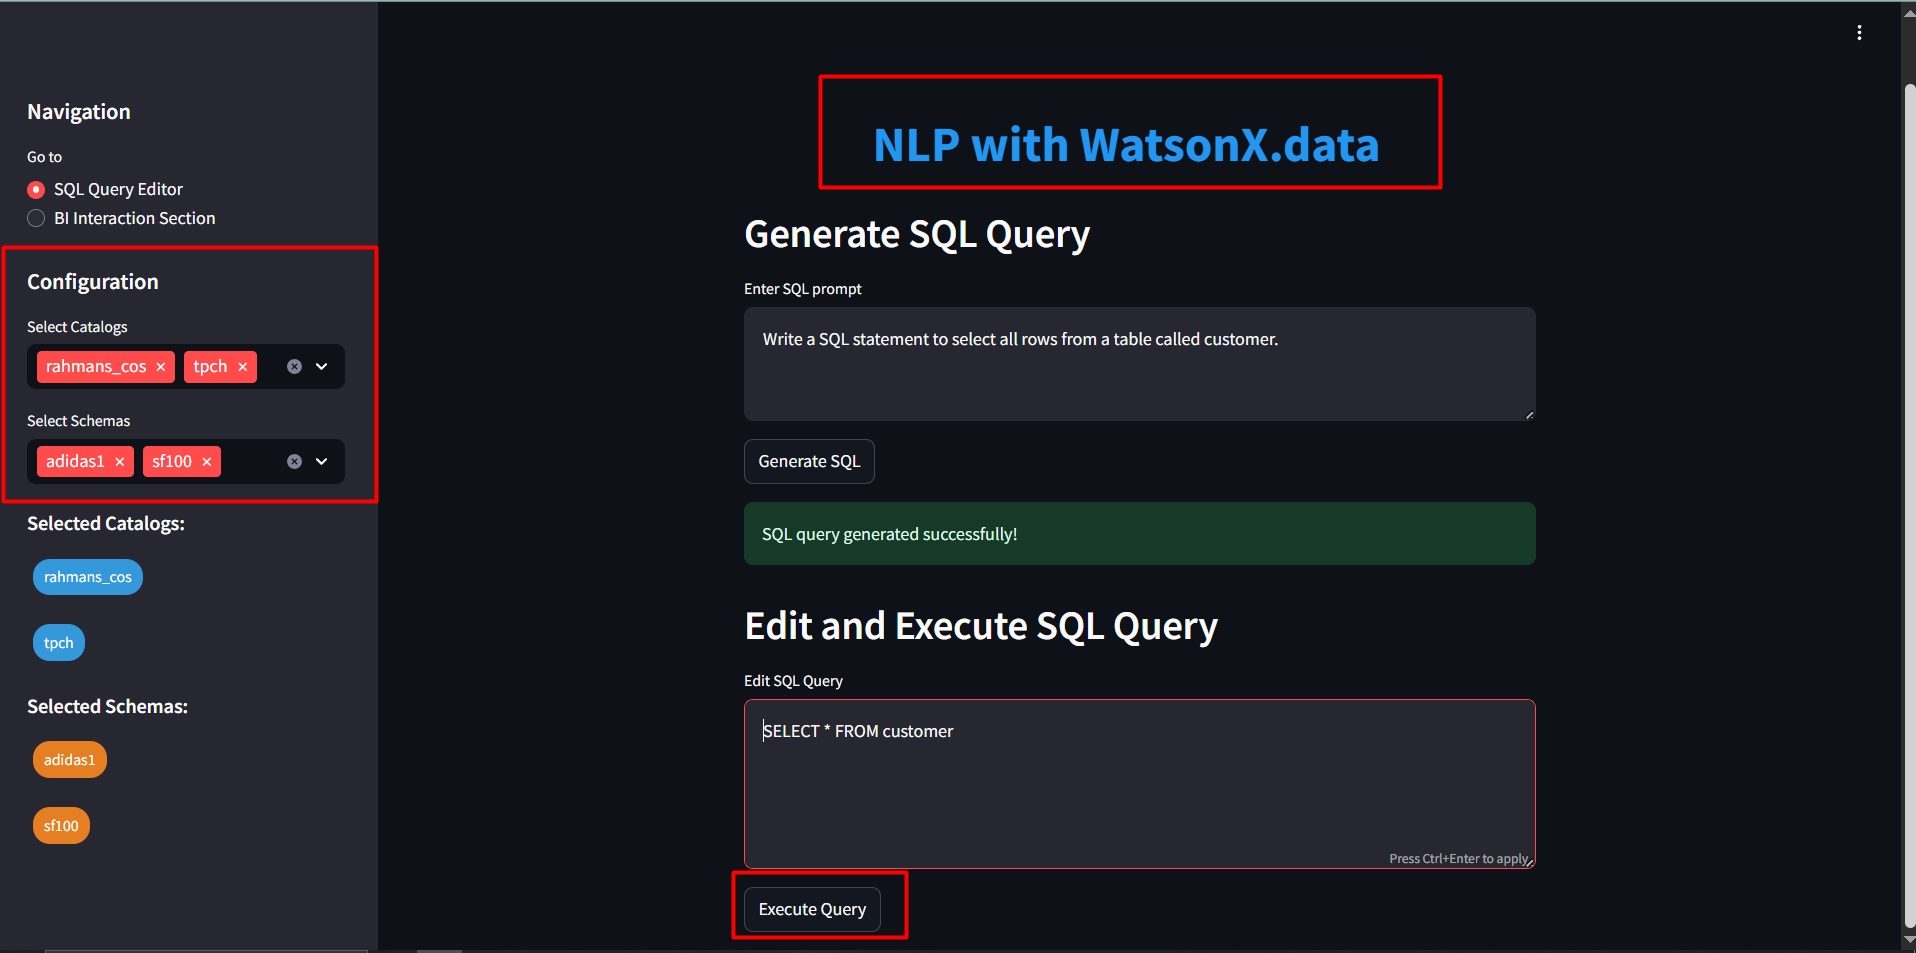 Navigation
Go to
SQL Query Editor
BI Interaction Section
Configuration
Select Catalogs
rahmans_cos × tpch ×
Select Schemas
adidas1 × sf100 ×
Selected Catalogs:
rahmans_cos
tpch
Selected Schemas:
adidas1
sf100
NLP with WatsonX.data
Generate SQL Query
Enter SQL prompt
Write a SQL statement to select all rows from a table called customer.
Generate SQL
SQL query generated successfully!
Edit and Execute SQL Query
Edit SQL Query
SELECT * FROM customer
Press Ctrl+Enter to apply
Execute Query